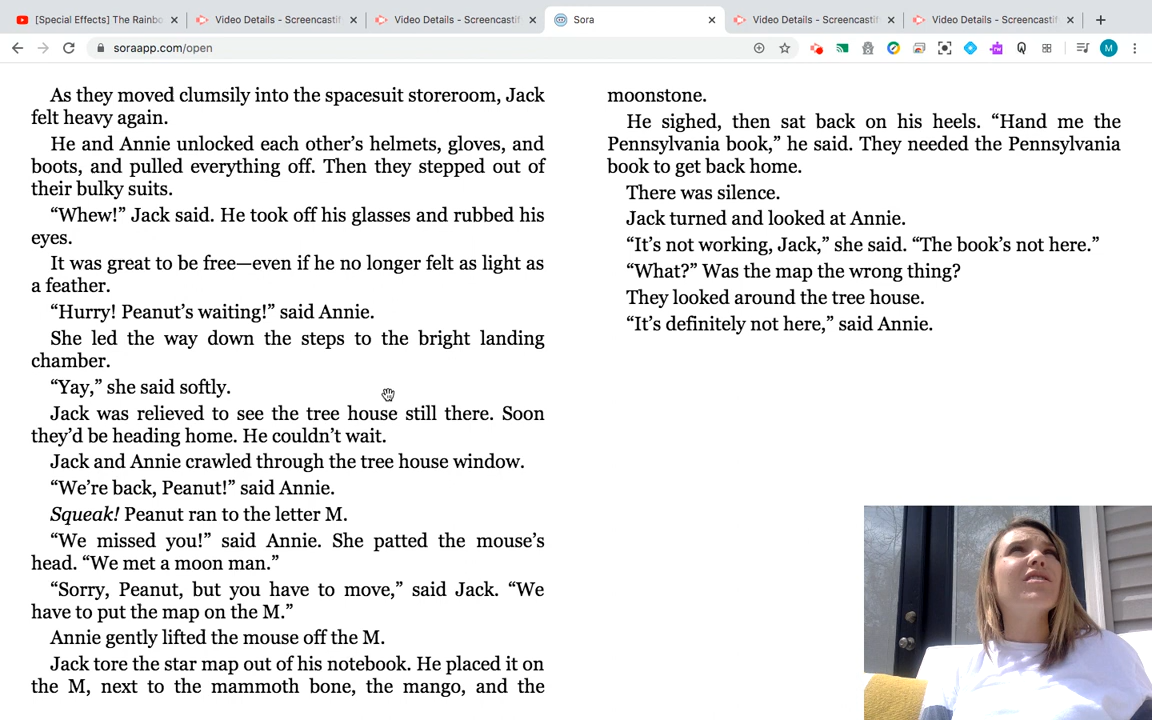 [Special Effects] The Rainbo
Video Details - Screencastif
Video Details - Screencastif
Sora
Video Details - Screencastif
Video Details - Screencastif
soraapp.com/open
M
As they moved clumsily into the spacesuit storeroom, Jack
felt heavy again.
He and Annie unlocked each other’s helmets, gloves, and
boots, and pulled everything off. Then they stepped out of
their bulky suits.
“Whew!” Jack said. He took off his glasses and rubbed his
eyes.
It was great to be free—even if he no longer felt as light as
a feather.
“Hurry! Peanut’s waiting!” said Annie.
She led the way down the steps to the bright landing
chamber.
“Yay,” she said softly.
Jack was relieved to see the tree house still there. Soon
they’d be heading home. He couldn’t wait.
Jack and Annie crawled through the tree house window.
“We’re back, Peanut!” said Annie.
Squeak! Peanut ran to the letter M.
“We missed you!” said Annie. She patted the mouse’s
head. “We met a moon man.”
“Sorry, Peanut, but you have to move,” said Jack. “We
have to put the map on the M.”
Annie gently lifted the mouse off the M.
Jack tore the star map out of his notebook. He placed it on
the M, next to the mammoth bone, the mango, and the
moonstone.
He sighed, then sat back on his heels. “Hand me the
Pennsylvania book,” he said. They needed the Pennsylvania
book to get back home.
There was silence.
Jack turned and looked at Annie.
“It’s not working, Jack,” she said. “The book’s not here.”
“What?” Was the map the wrong thing?
They looked around the tree house.
“It’s definitely not here,” said Annie.